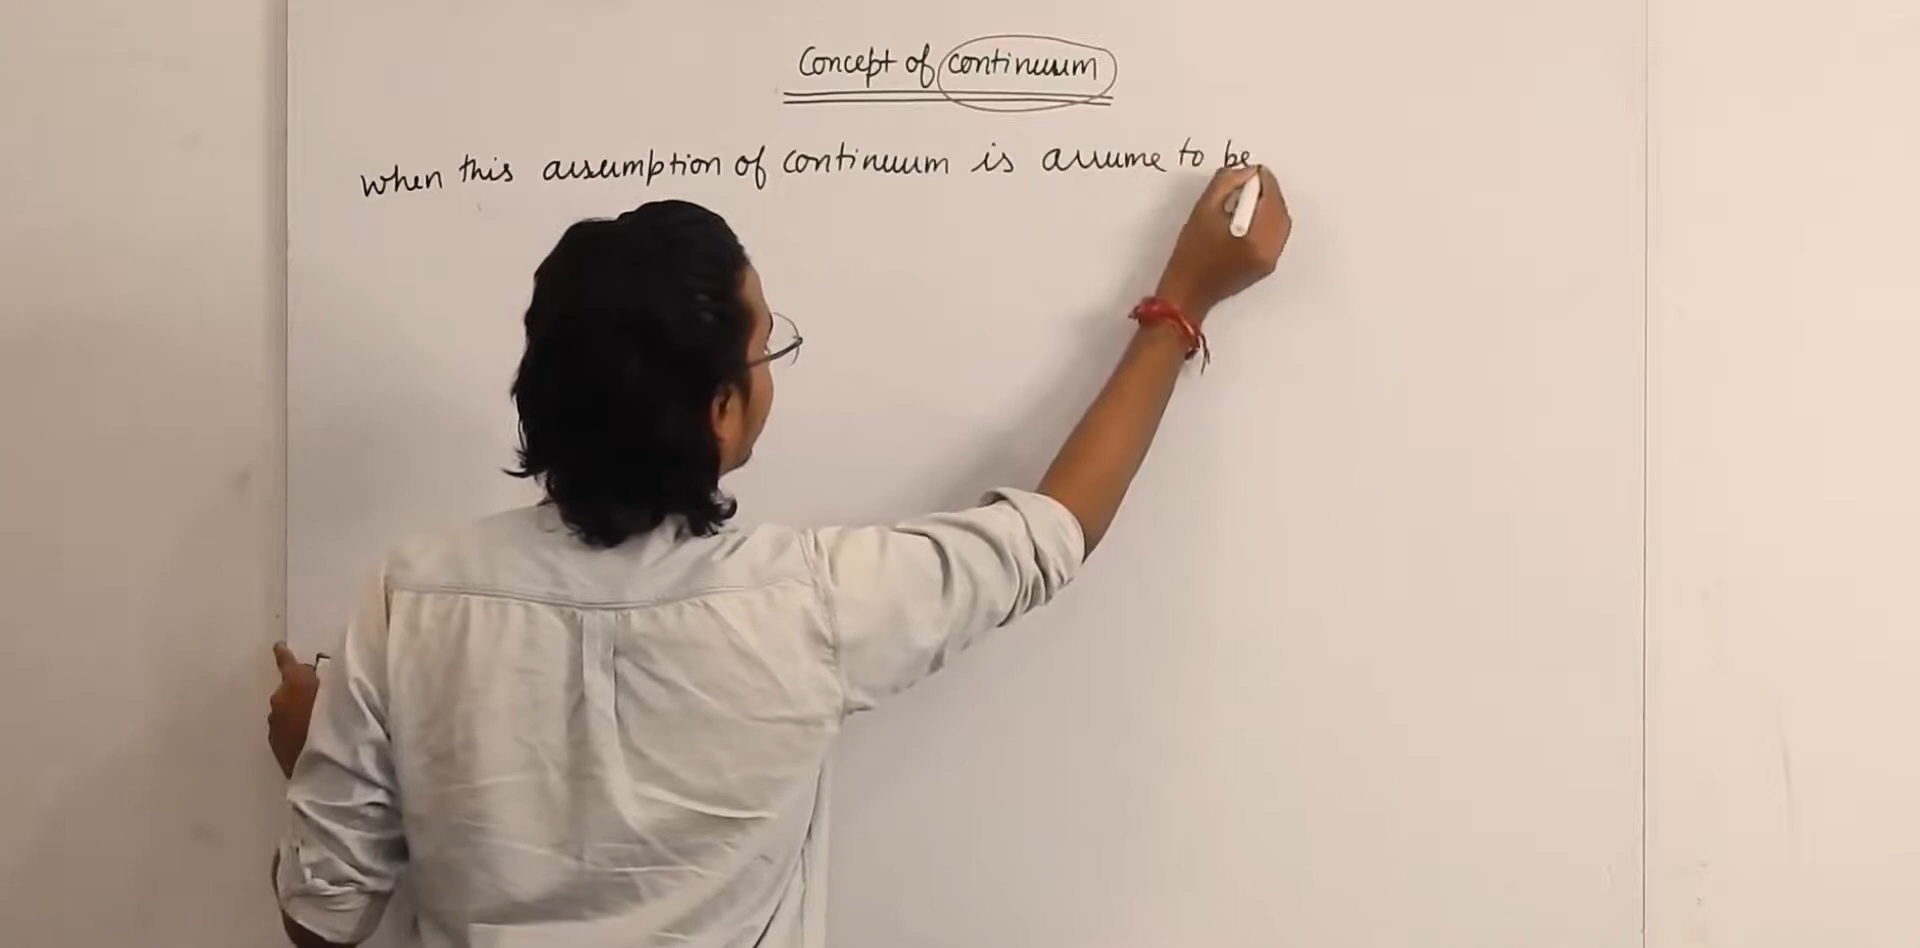 Concept of continuum
when this assumption of continuum is assume to be